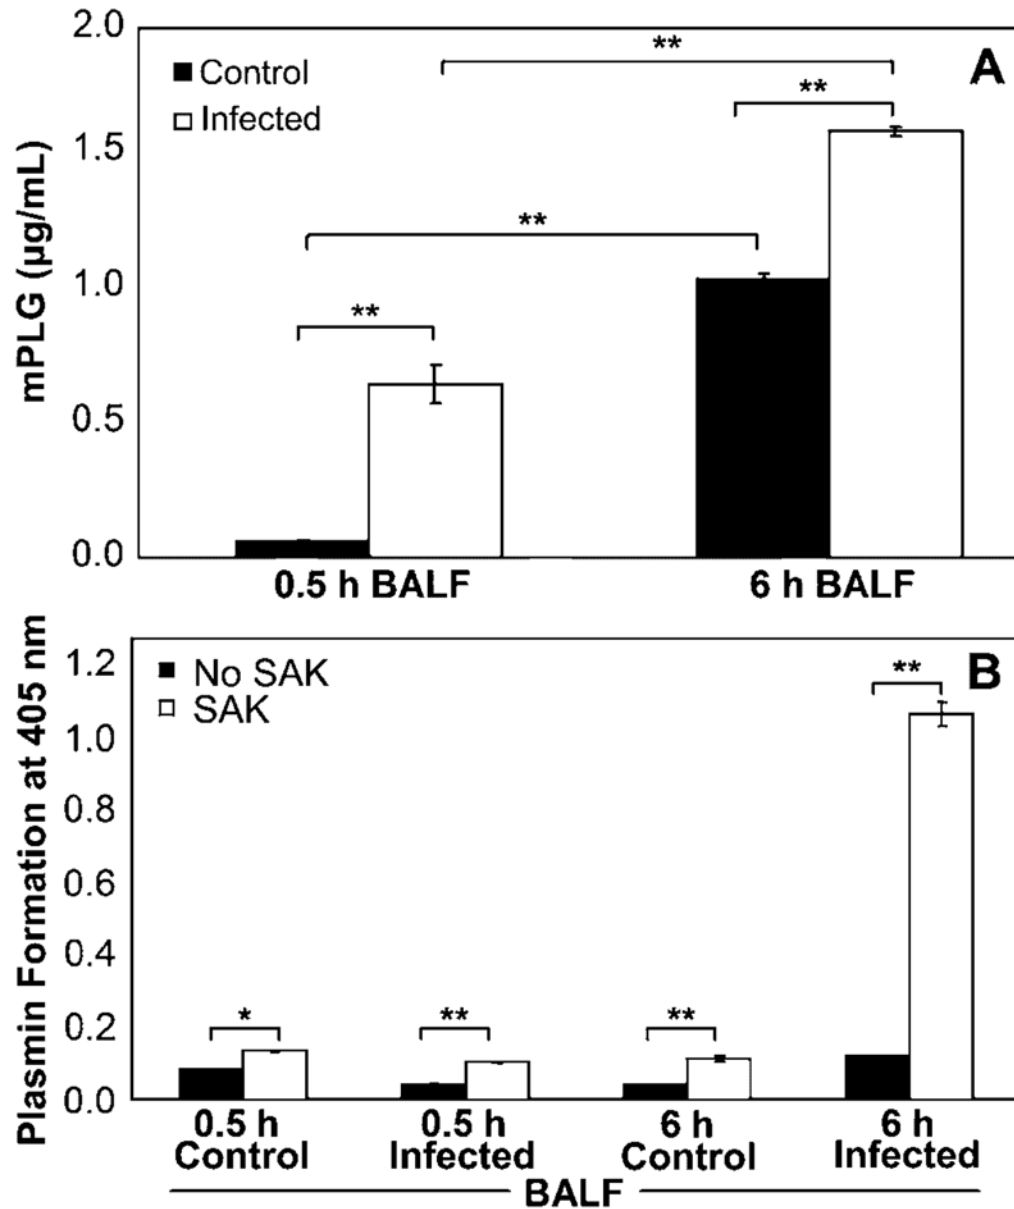 2.0
A
Control
Infected
**
**
1.5
**
1.0
**
0.5
0.0
mPLG (µg/mL)
0.5 h BALF
6 h BALF
B
No SAK
SAK
**
1.2
1.0
0.8
0.6
0.4
0.2
0.0
*
**
**
Plasmin Formation at 405 nm
0.5 h
Control
0.5 h
Infected
6 h
Control
6 h
Infected
BALF